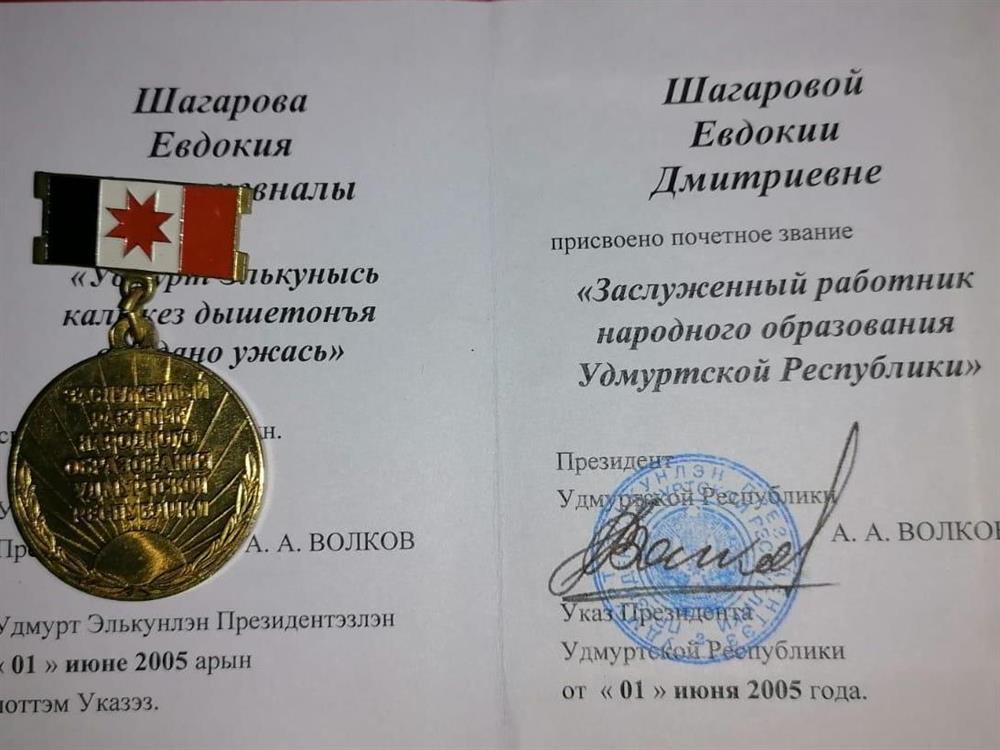 Шагарова
Евдокия
вналы
«Удмурт Элькунысь
дышетонъя
дано ужась»
н.
А. А. ВОЛКОВ
Удмурт Элькунлэн Президентэзлэн
« 01 » июне 2005 арын
поттэм Указэз.
ЗАСЛУЖЕННЫЙ
РАБОТНИК
НАРОДНОГО
ОБРАЗОВАНИЯ
УДМУРТСКОЙ
РЕСПУБЛИКИ
Шагаровой
Евдокии
Дмитриевне
присвоено почетное звание
«Заслуженный работник
народного образования
Удмуртской Республики»
Президент
Удмуртской Республики
А. А. ВОЛКОВ
Указ Президента
Удмуртской Республики
от « 01 » июня 2005 года.